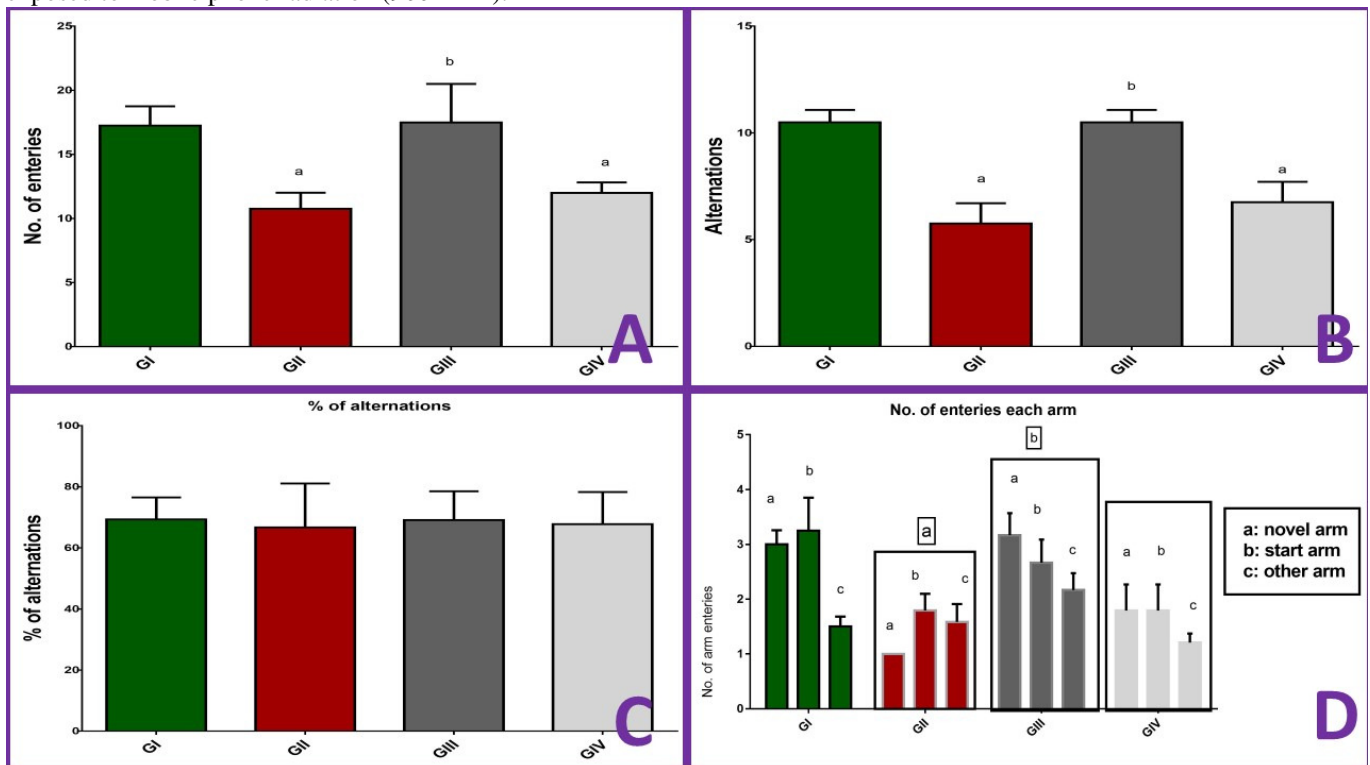 25
20
15
10
5
0
No. of enteries
a
b
a
GI
GII
GIII
GIV
A
15
10
5
0
Alternations
a
b
a
GI
GII
GIII
GIV
B
% of alternations
100
80
60
40
20
0
% of alternations
GI
GII
GIII
GIV
C
No. of enteries each arm
5
4
3
2
1
0
No. of arm enteries
a
b
c
a
a
b
c
b
a
b
c
a
b
c
GI
GII
GIII
GIV
a: novel arm
b: start arm
c: other arm
D